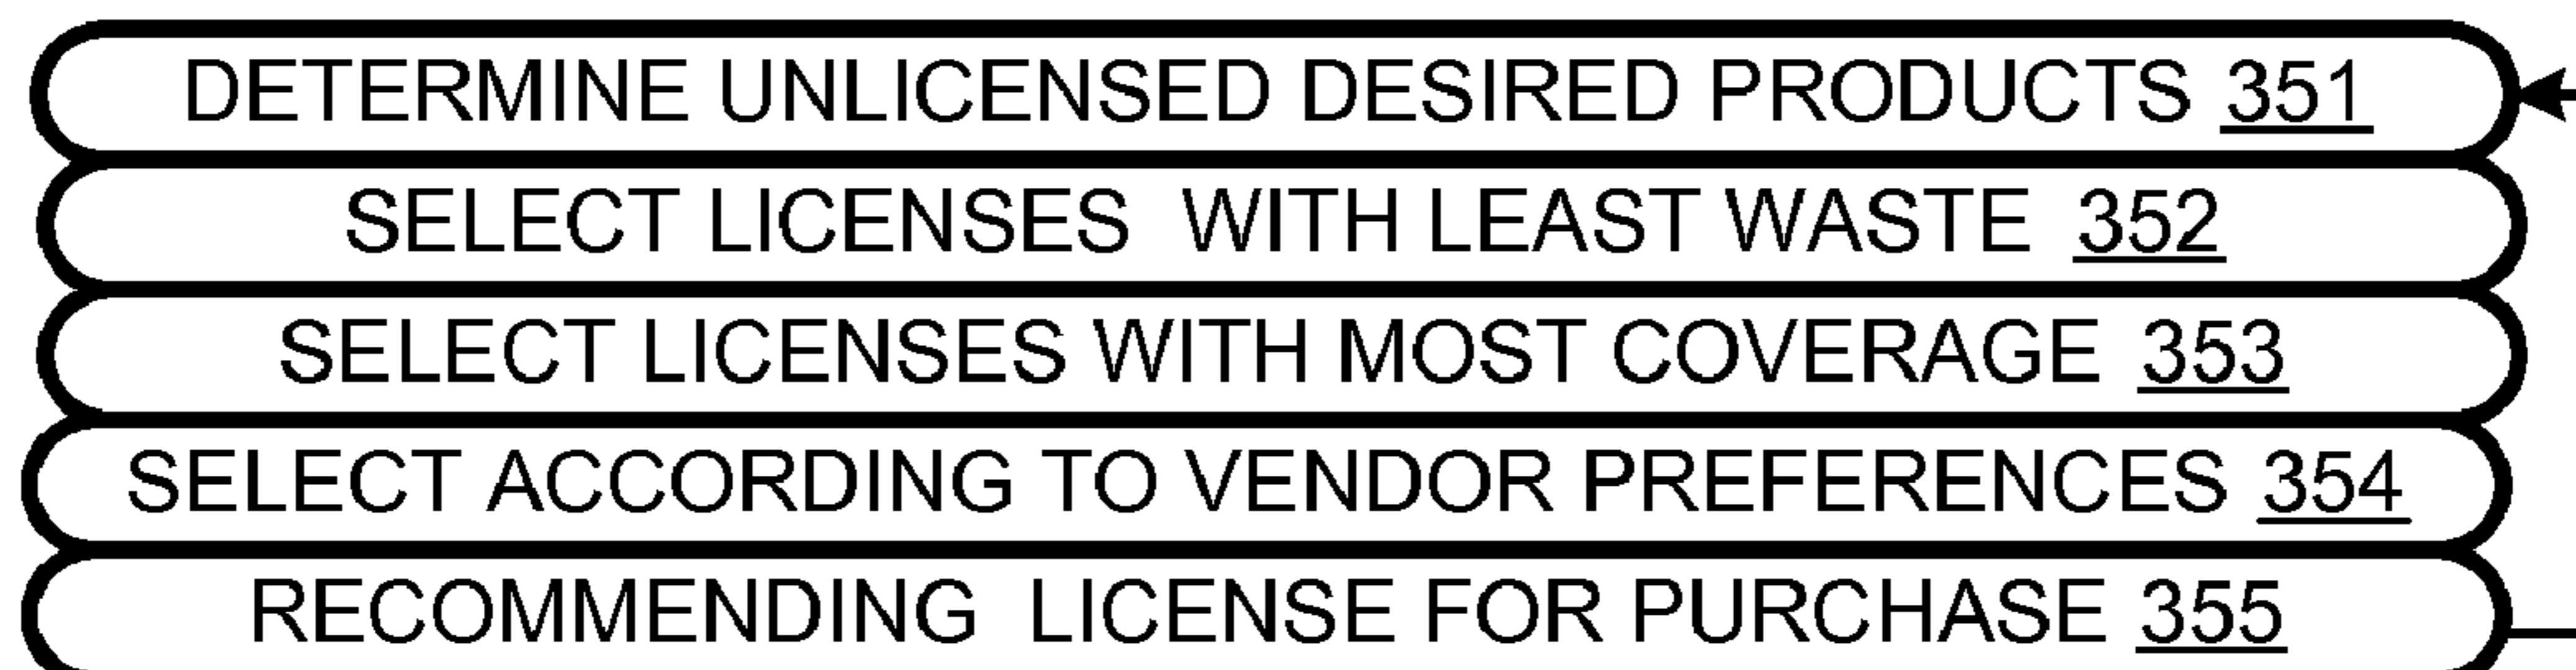 DETERMINE UNLICENSED DESIRED PRODUCTS 351
SELECT LICENSES WITH LEAST WASTE 352
SELECT LICENSES WITH MOST COVERAGE 353
SELECT ACCORDING TO VENDOR PREFERENCES 354
RECOMMENDING LICENSE FOR PURCHASE 355